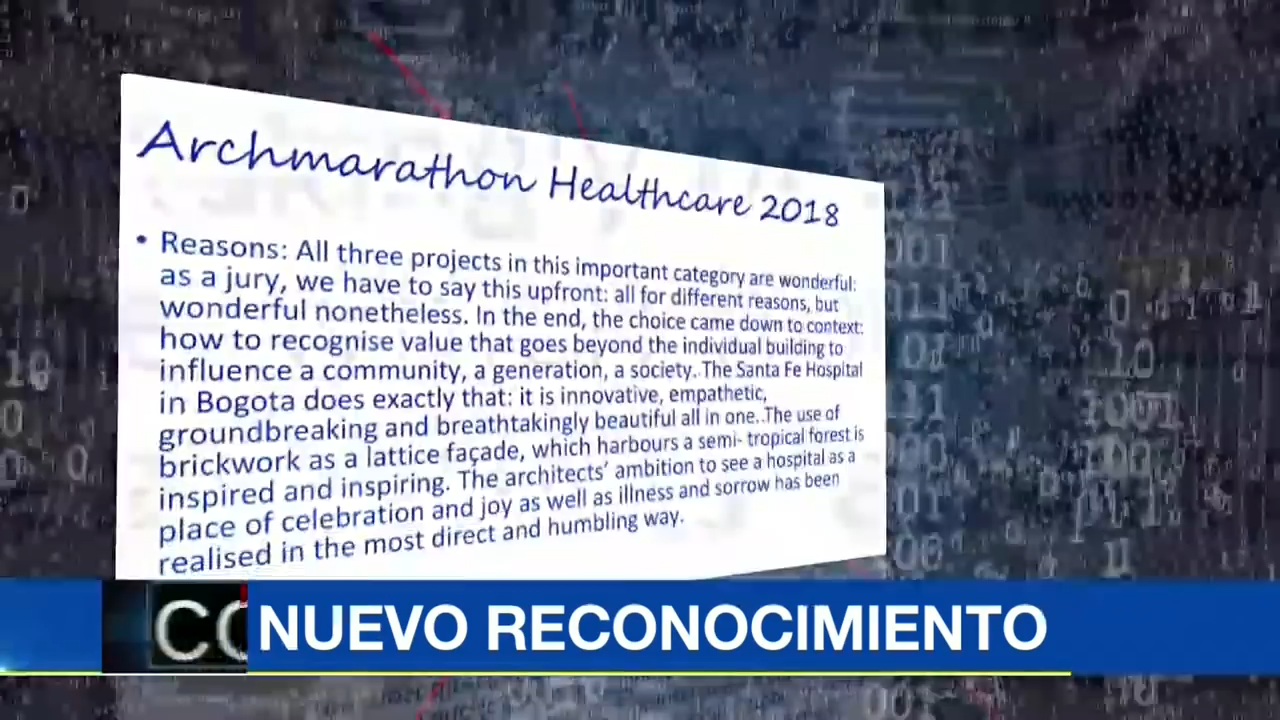 Archmarathon Healthcare 2018
• Reasons: All three projects in this important category are wonderful:
as a jury, we have to say this upfront: all for different reasons, but
wonderful nonetheless. In the end, the choice came down to context:
how to recognise value that goes beyond the individual building to
influence a community, a generation, a society. The Santa Fe Hospital
in Bogota does exactly that: it is innovative, empathetic,
groundbreaking and breathtakingly beautiful all in one. The use of
brickwork as a lattice façade, which harbours a semi- tropical forest is
inspired and inspiring. The architects' ambition to see a hospital as a
place of celebration and joy as well as illness and sorrow has been
realised in the most direct and humbling way.
NUEVO RECONOCIMIENTO